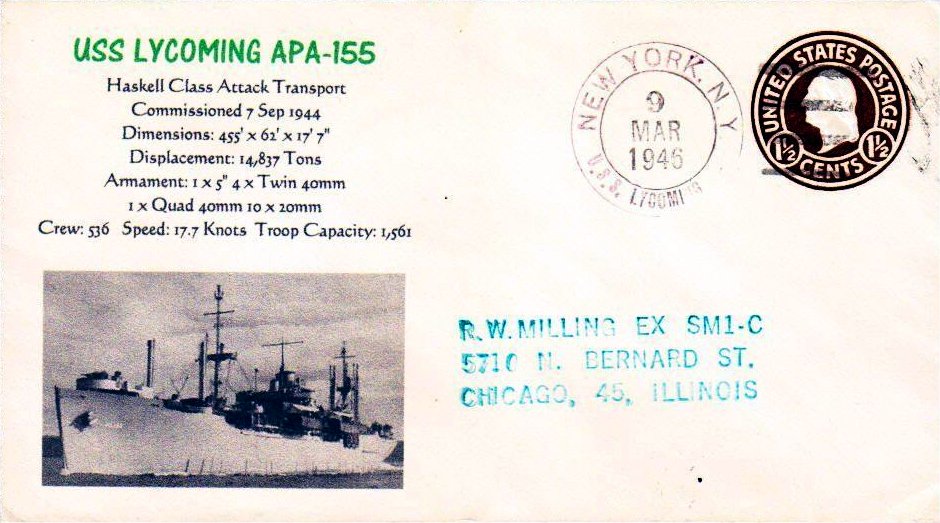 USS LYCOMING APA-155
Haskell Class Attack Transport
Commissioned 7 Sep 1944
Dimensions: 455' x 62' x 17' 7"
Displacement: 14,837 Tons
Armament: 1 x 5" 4 x Twin 40mm
1 x Quad 40mm 10 x 20mm
Crew: 536 Speed: 17.7 Knots Troop Capacity: 1,561
NEW YORK, N.Y
9
MAR
1946
U.S.S. LYCOMING
UNITED STATES POSTAGE
1½ CENTS 1½
R.W.MILLING EX SM1-C
5710 N. BERNARD ST.
CHICAGO, 45, ILLINOIS